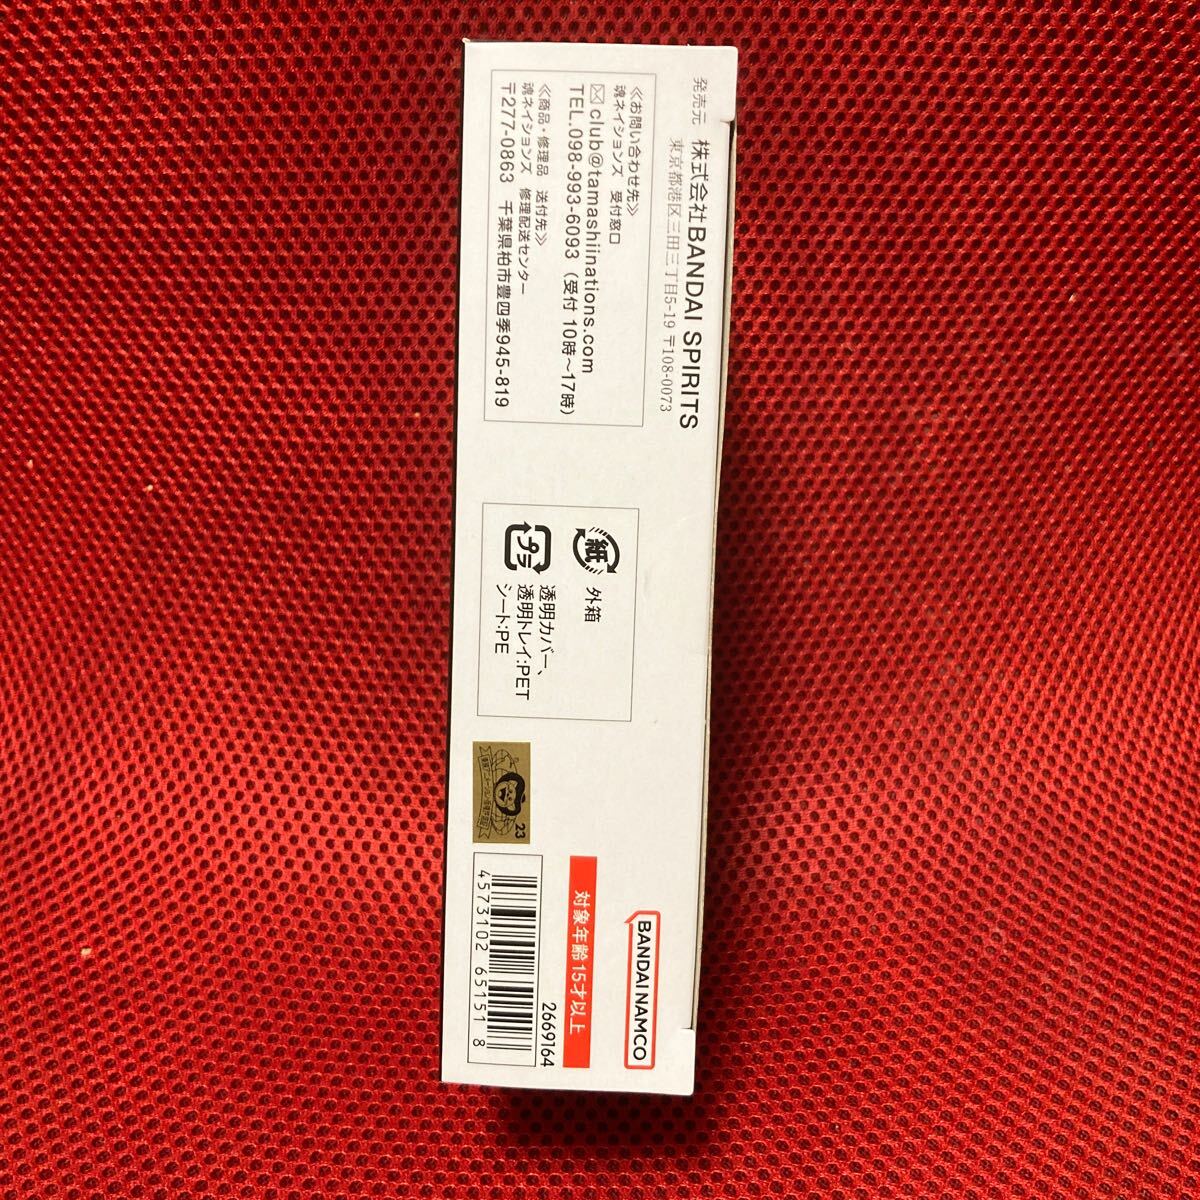 発売元 株式会社BANDAI SPIRITS
東京都港区三田三丁目5-19 〒108-0073
≪お問い合わせ先≫
魂ネイションズ 受付窓口
club@tamashiinations.com
TEL.098-993-6093(受付 10時～17時)
≪商品・修理品 送付先≫
魂ネイションズ 修理配送センター
〒277-0863 千葉県柏市豊四季945-819
紙 外箱
プラ 透明カバー、
透明トレイ:PET
シート:PE
23
BANDAI NAMCO
対象年齢15才以上
2669164
4573102 65151 8